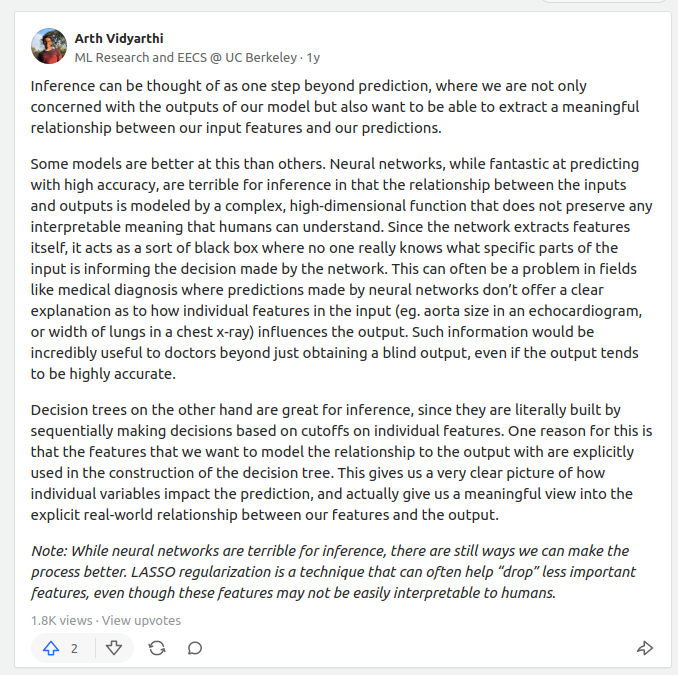 Arth Vidyarthi
ML Research and EECS @ UC Berkeley · 1y
Inference can be thought of as one step beyond prediction, where we are not only
concerned with the outputs of our model but also want to be able to extract a meaningful
relationship between our input features and our predictions.
Some models are better at this than others. Neural networks, while fantastic at predicting
with high accuracy, are terrible for inference in that the relationship between the inputs
and outputs is modeled by a complex, high-dimensional function that does not preserve any
interpretable meaning that humans can understand. Since the network extracts features
itself, it acts as a sort of black box where no one really knows what specific parts of the
input is informing the decision made by the network. This can often be a problem in fields
like medical diagnosis where predictions made by neural networks don’t offer a clear
explanation as to how individual features in the input (eg. aorta size in an echocardiogram,
or width of lungs in a chest x-ray) influences the output. Such information would be
incredibly useful to doctors beyond just obtaining a blind output, even if the output tends
to be highly accurate.
Decision trees on the other hand are great for inference, since they are literally built by
sequentially making decisions based on cutoffs on individual features. One reason for this is
that the features that we want to model the relationship to the output with are explicitly
used in the construction of the decision tree. This gives us a very clear picture of how
individual variables impact the prediction, and actually give us a meaningful view into the
explicit real-world relationship between our features and the output.
Note: While neural networks are terrible for inference, there are still ways we can make the
process better. LASSO regularization is a technique that can often help “drop” less important
features, even though these features may not be easily interpretable to humans.
1.8K views · View upvotes
2